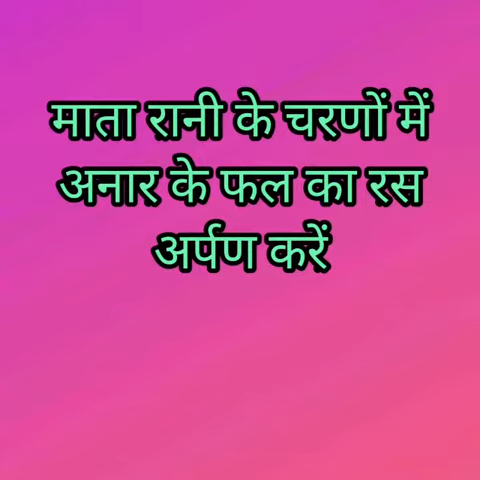 माता रानी के चरणों में
अनार के फल का रस
अर्पण करें